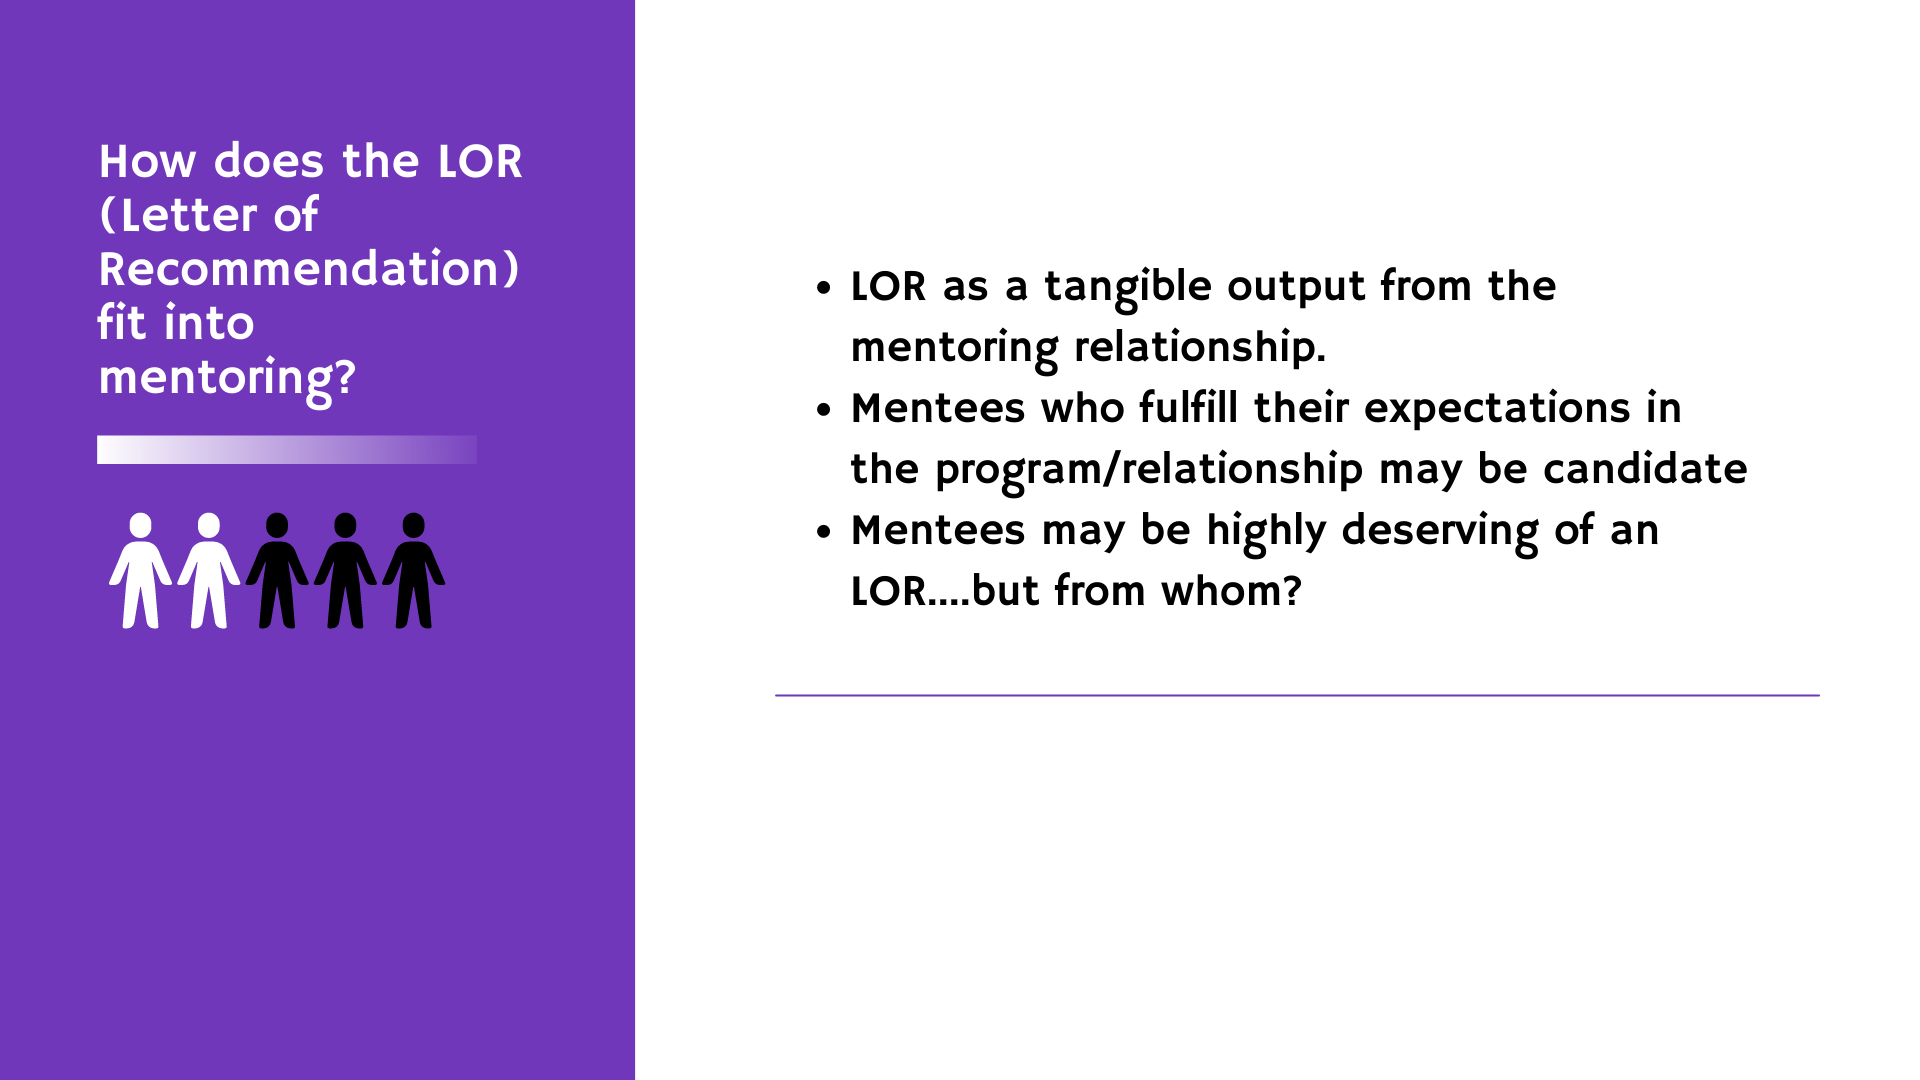 How does the LOR
(Letter of
Recommendation)
fit into
mentoring?
• LOR as a tangible output from the
mentoring relationship.
• Mentees who fulfill their expectations in
the program/relationship may be candidate
• Mentees may be highly deserving of an
LOR....but from whom?